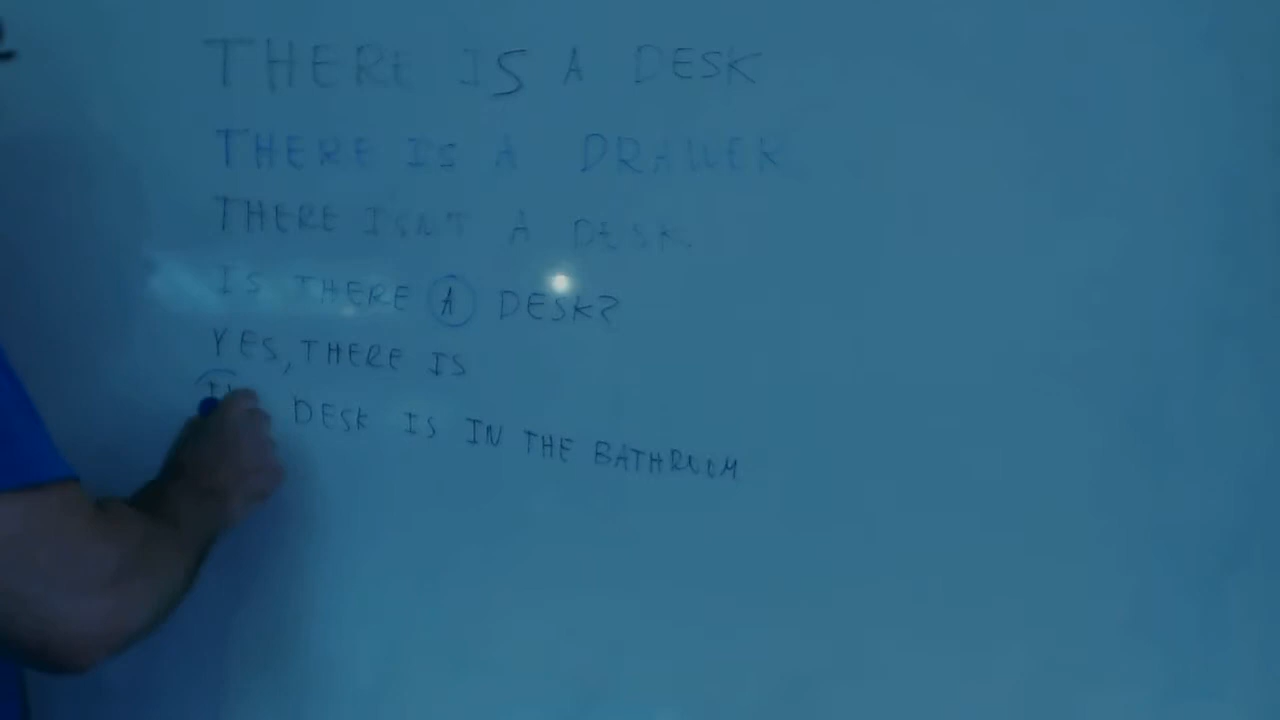 THERE IS A DESK
THERE IS A DRAWER
THERE ISN'T A DESK
IS THERE A DESK?
YES, THERE IS
DESK IS IN THE BATHROOM